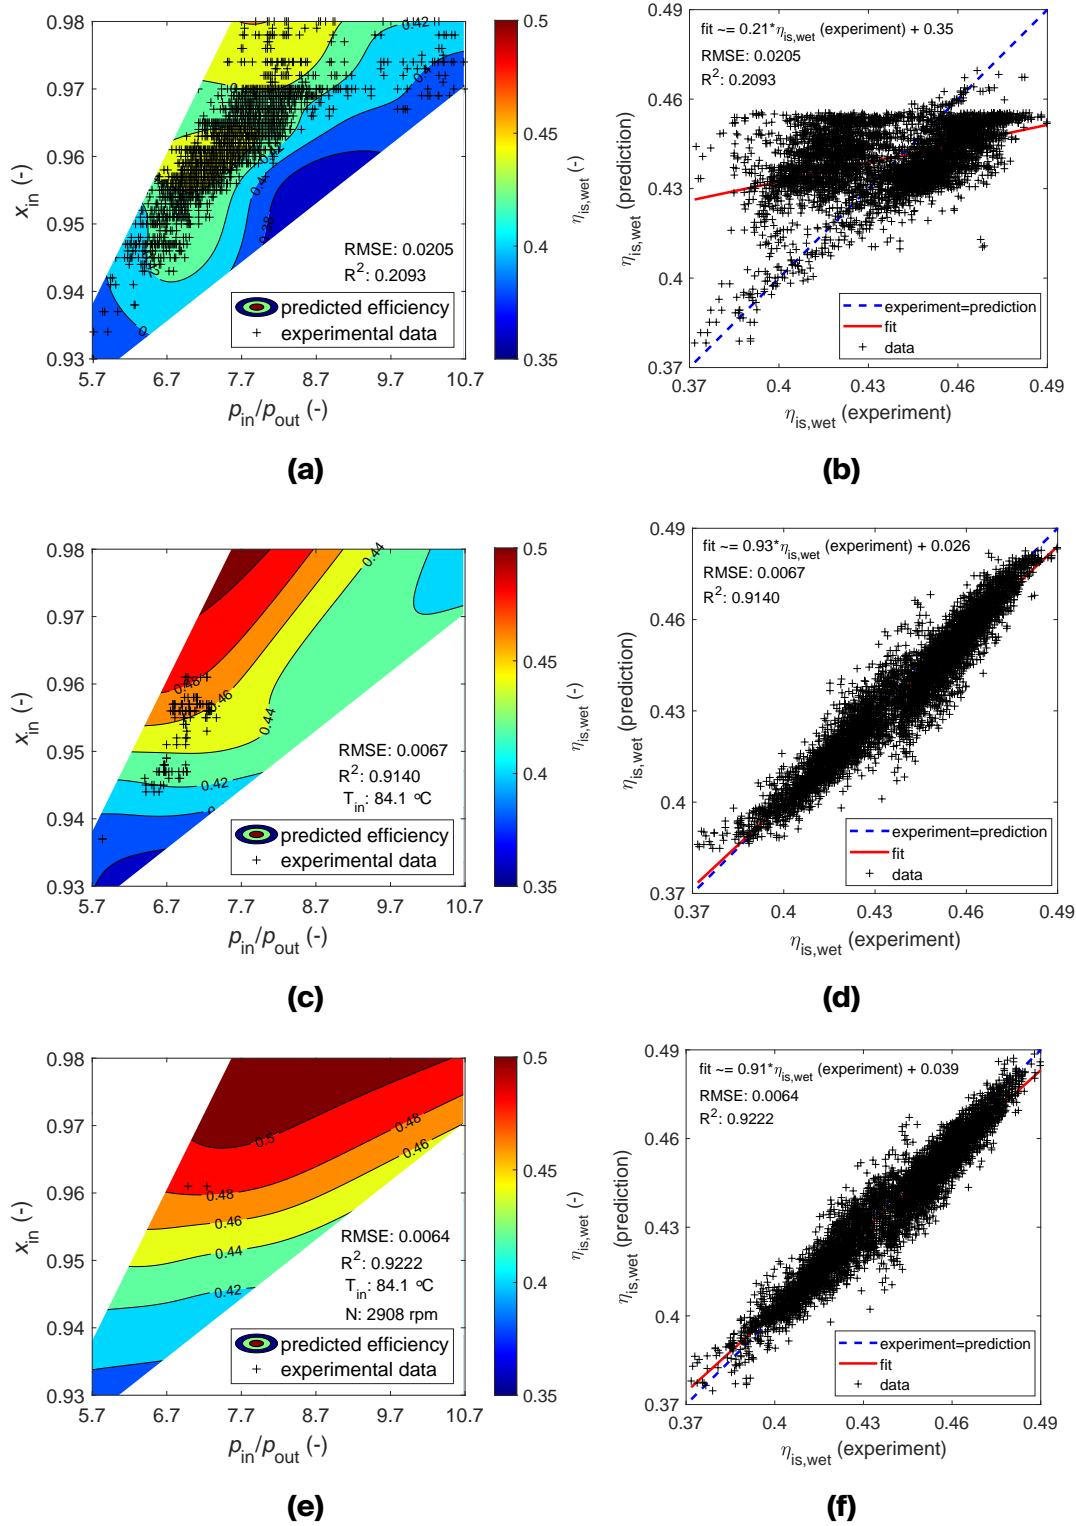 0.98
0.97
0.96
0.95
0.94
0.93
5.7 6.7 7.7 8.7 9.7 10.7
x_in (-)
p_in/p_out (-)
0.42
0.4
0.38
RMSE: 0.0205
R²: 0.2093
predicted efficiency
experimental data
0.5
0.45
0.4
0.35
η_is,wet (-)
(a)
0.49
0.46
0.43
0.4
0.37
0.37 0.4 0.43 0.46 0.49
η_is,wet (prediction)
η_is,wet (experiment)
fit ~= 0.21*η_is,wet (experiment) + 0.35
RMSE: 0.0205
R²: 0.2093
experiment=prediction
fit
data
(b)
0.98
0.97
0.96
0.95
0.94
0.93
5.7 6.7 7.7 8.7 9.7 10.7
x_in (-)
p_in/p_out (-)
0.44
0.48
0.46
0.44
0.42
RMSE: 0.0067
R²: 0.9140
T_in: 84.1 °C
predicted efficiency
experimental data
0.5
0.45
0.4
0.35
η_is,wet (-)
(c)
0.49
0.46
0.43
0.4
0.37
0.37 0.4 0.43 0.46 0.49
η_is,wet (prediction)
η_is,wet (experiment)
fit ~= 0.93*η_is,wet (experiment) + 0.026
RMSE: 0.0067
R²: 0.9140
experiment=prediction
fit
data
(d)
0.98
0.97
0.96
0.95
0.94
0.93
5.7 6.7 7.7 8.7 9.7 10.7
x_in (-)
p_in/p_out (-)
0.5
0.48
0.46
0.48
0.46
0.44
0.42
RMSE: 0.0064
R²: 0.9222
T_in: 84.1 °C
N: 2908 rpm
predicted efficiency
experimental data
0.5
0.45
0.4
0.35
η_is,wet (-)
(e)
0.49
0.46
0.43
0.4
0.37
0.37 0.4 0.43 0.46 0.49
η_is,wet (prediction)
η_is,wet (experiment)
fit ~= 0.91*η_is,wet (experiment) + 0.039
RMSE: 0.0064
R²: 0.9222
experiment=prediction
fit
data
(f)